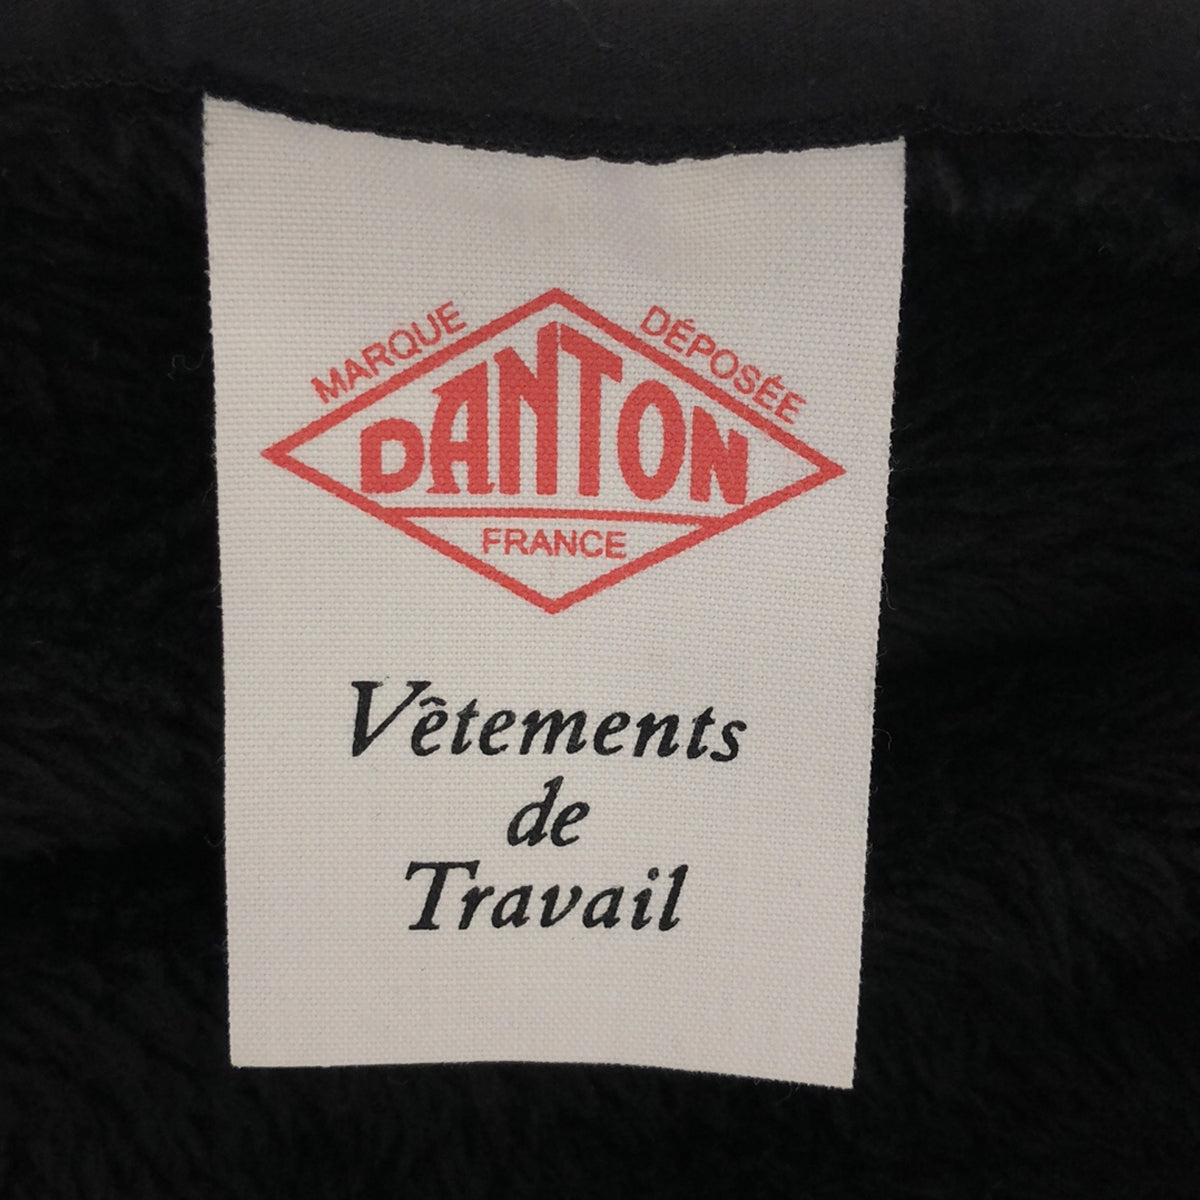 MARQUE DÉPOSÉE
DANTON
FRANCE
Vêtements
de
Travail